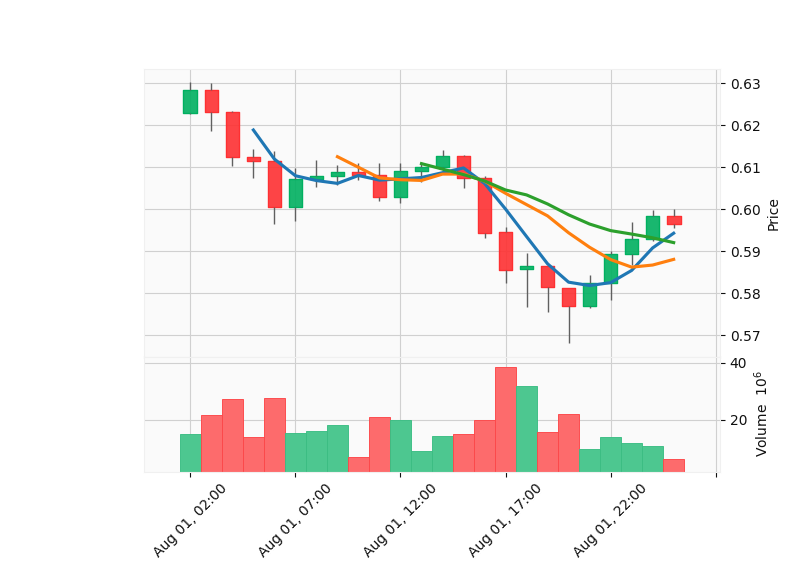 0.63
0.62
0.61
0.60
0.59
0.58
0.57
Price
40
20
Volume 10⁶
Aug 01, 02:00
Aug 01, 07:00
Aug 01, 12:00
Aug 01, 17:00
Aug 01, 22:00